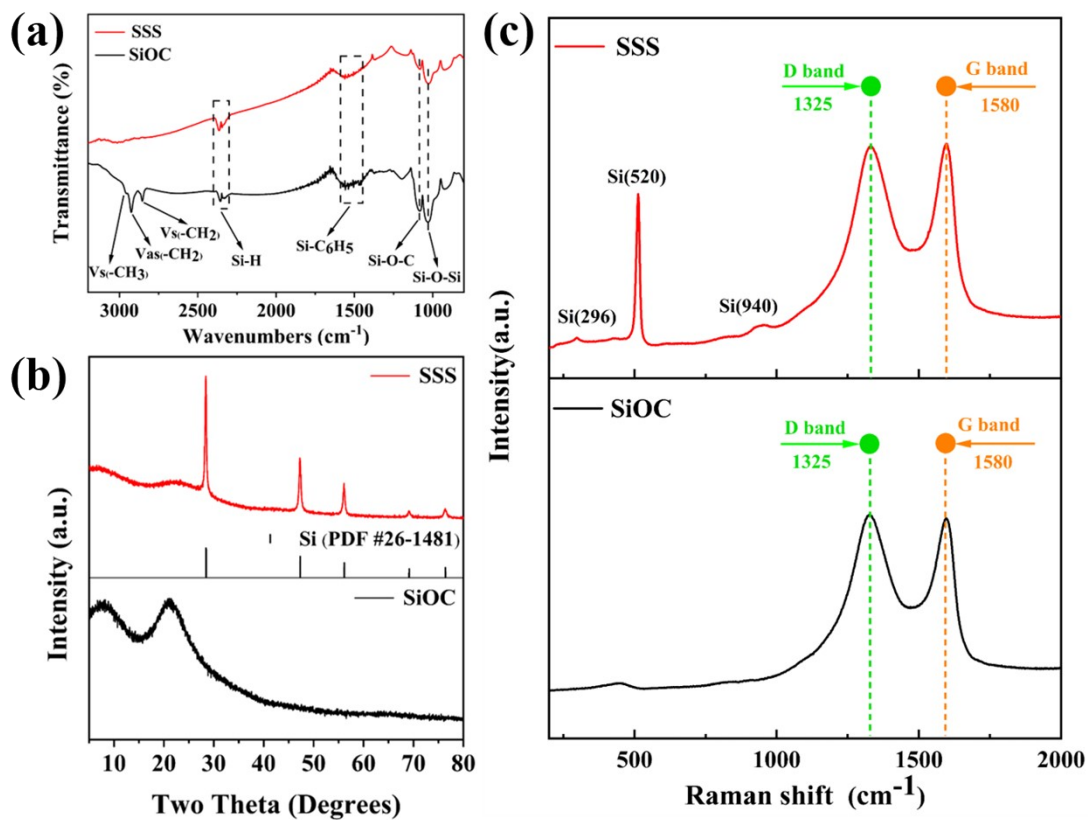 (a)
SSS
SiOC
Transmittance (%)
Vs(-CH3)
Vas(-CH2)
Vs(-CH2)
Si-H
Si-C6H5
Si-O-C
Si-O-Si
3000 2500 2000 1500 1000
Wavenumbers (cm-1)
(b)
SSS
Si (PDF #26-1481)
SiOC
Intensity (a.u.)
10 20 30 40 50 60 70 80
Two Theta (Degrees)
(c)
SSS
D band
1325
G band
1580
Si(520)
Si(296)
Si(940)
Intensity(a.u.)
SiOC
D band
1325
G band
1580
500 1000 1500 2000
Raman shift (cm-1)